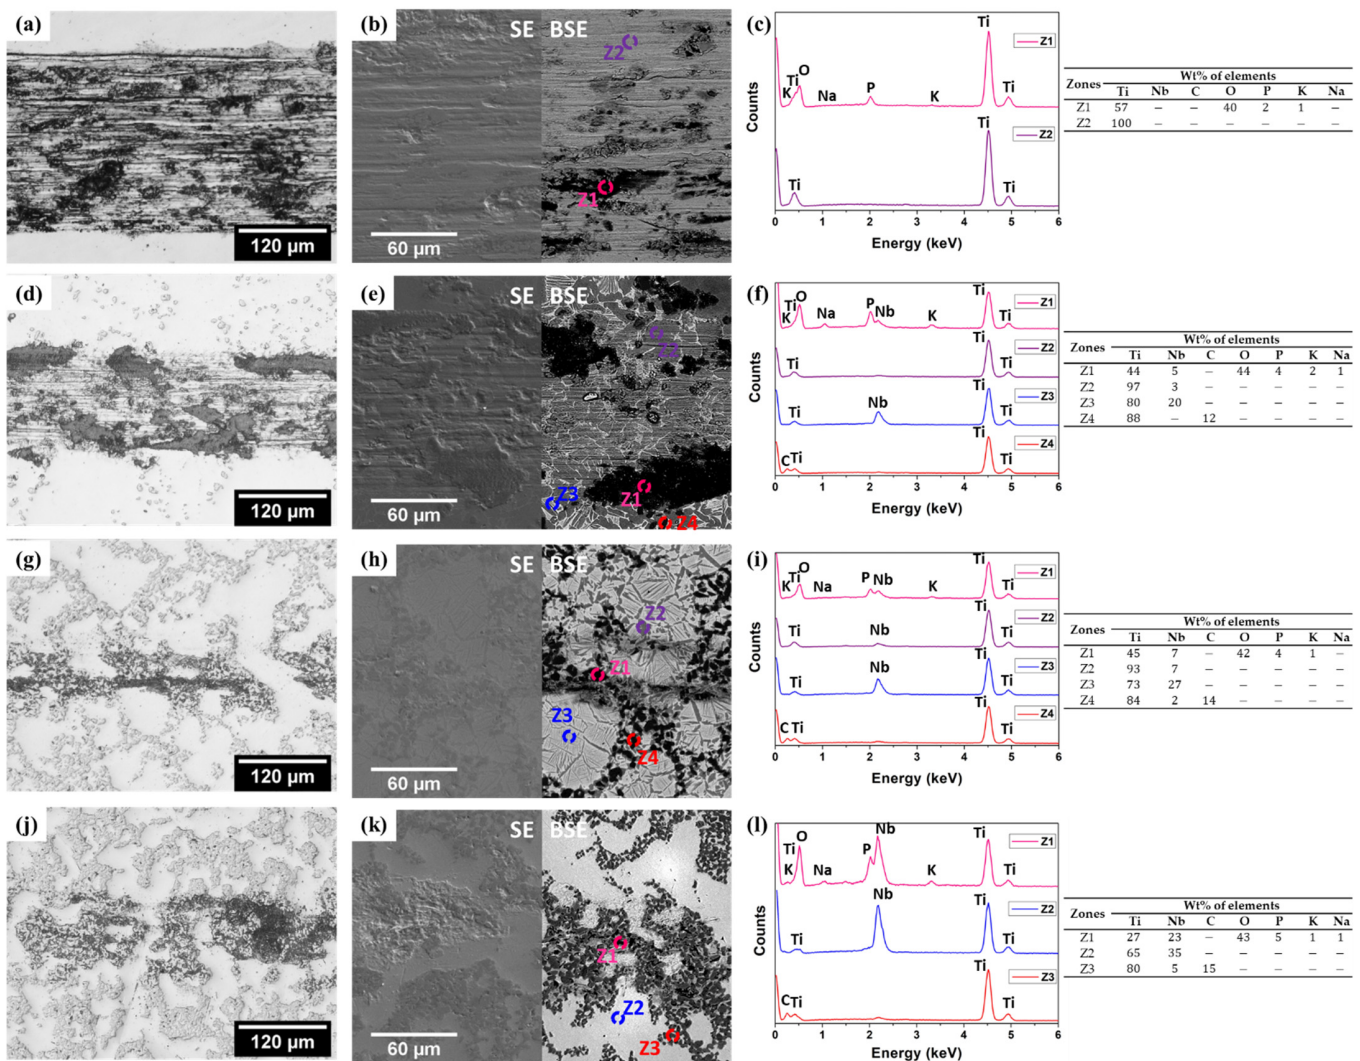 (a)
120 µm
(b)
SE BSE
Z2
Z1
60 µm
(c)
Counts
K Ti O Na P K Ti Ti
Z1
Ti Ti Ti
Z2
0 1 2 3 4 5 6
Energy (keV)
Zones Wt% of elements
Ti Nb C O P K Na
Z1 57 – – 40 2 1 –
Z2 100 – – – – – –
(d)
120 µm
(e)
SE BSE
Z3
Z1
Z4
60 µm
(f)
Counts
K Ti O Na P Nb K Ti Ti
Z1
Ti Ti Ti
Z2
Ti Nb Ti Ti
Z3
C Ti Ti Ti
Z4
0 1 2 3 4 5 6
Energy (keV)
Zones Wt% of elements
Ti Nb C O P K Na
Z1 44 5 – 44 4 2 1
Z2 97 3 – – – – –
Z3 80 20 – – – – –
Z4 88 – 12 – – – –
(g)
120 µm
(h)
SE BSE
Z2
Z1
Z3
Z4
60 µm
(i)
Counts
K Ti O Na P Nb K Ti Ti
Z1
Ti Nb Ti Ti
Z2
Ti Nb Ti Ti
Z3
C Ti Ti Ti
Z4
0 1 2 3 4 5 6
Energy (keV)
Zones Wt% of elements
Ti Nb C O P K Na
Z1 45 7 – 42 4 1 –
Z2 93 7 – – – – –
Z3 73 27 – – – – –
Z4 84 2 14 – – – –
(j)
120 µm
(k)
SE BSE
Z1
Z2
Z3
60 µm
(l)
Counts
K Ti O Na P Nb K Ti Ti
Z1
Ti Nb Ti Ti
Z2
C Ti Ti Ti
Z3
0 1 2 3 4 5 6
Energy (keV)
Zones Wt% of elements
Ti Nb C O P K Na
Z1 27 23 – 43 5 1 1
Z2 65 35 – – – – –
Z3 80 5 15 – – – –